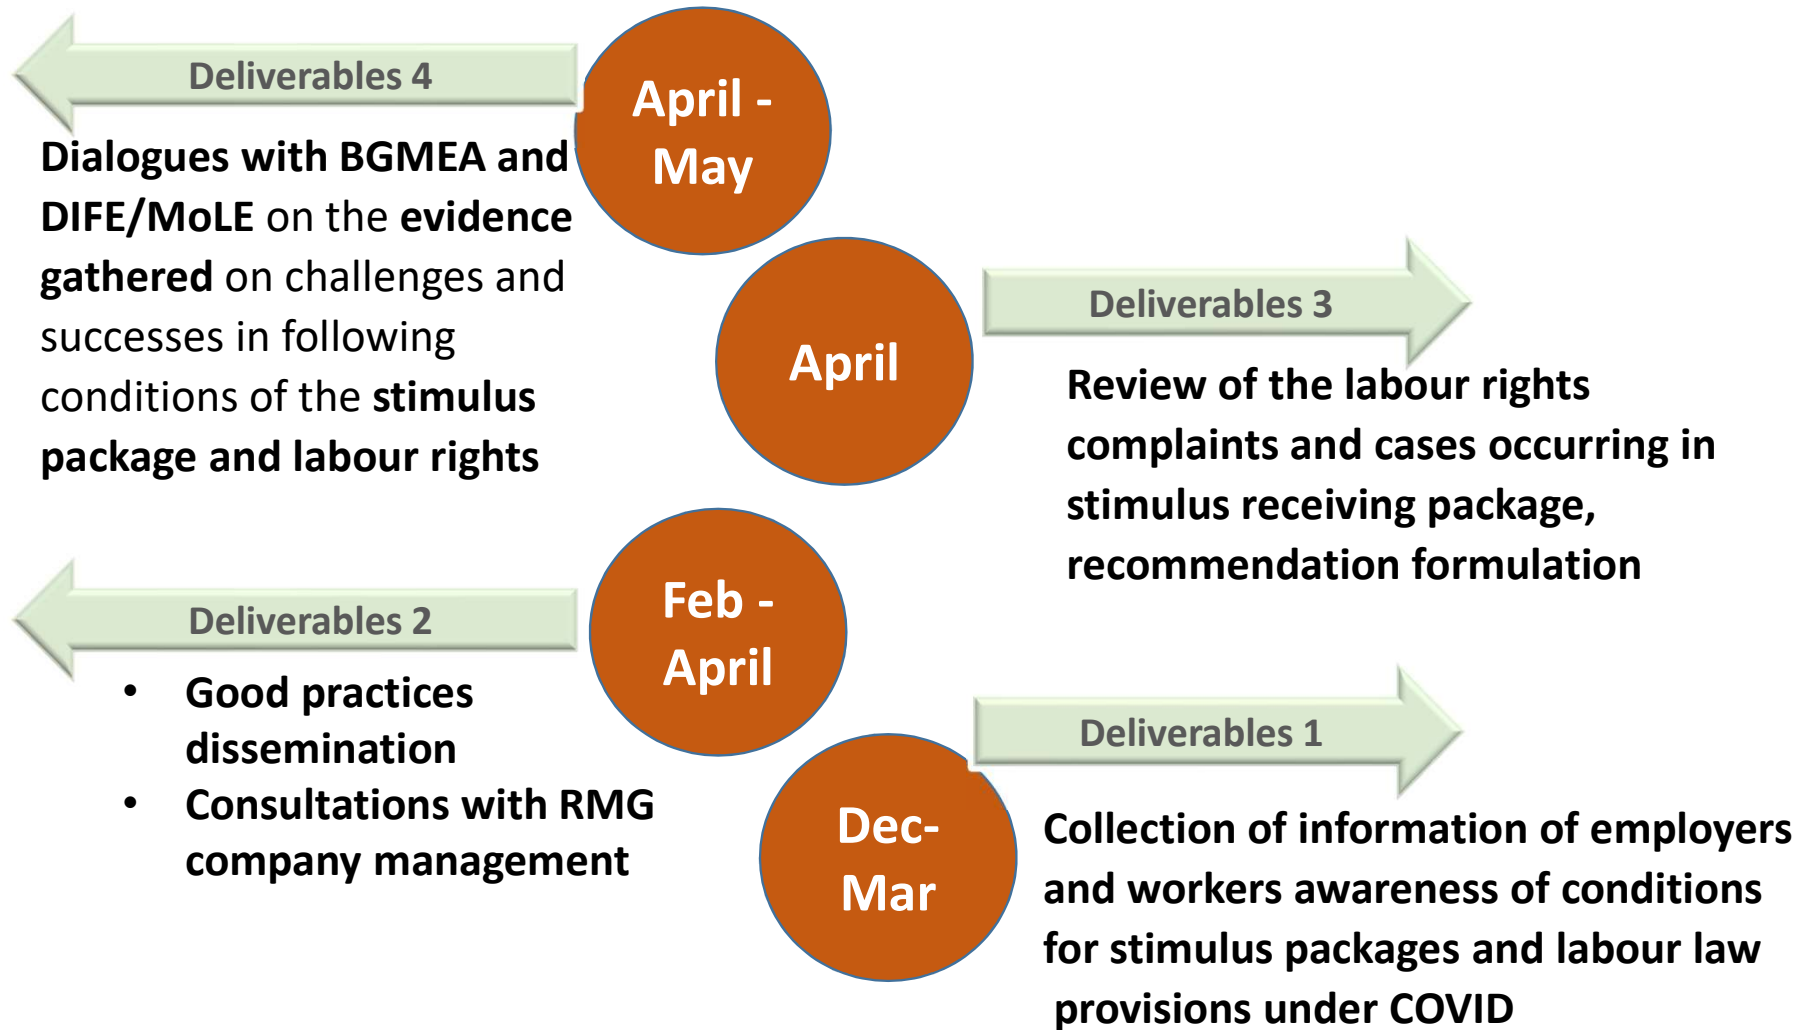 Deliverables 4
April -
May
Dialogues with BGMEA and
DIFE/MoLE on the evidence
gathered on challenges and
successes in following
conditions of the stimulus
package and labour rights
Deliverables 3
April
Review of the labour rights
complaints and cases occurring in
stimulus receiving package,
recommendation formulation
Deliverables 2
Feb -
April
• Good practices
dissemination
• Consultations with RMG
company management
Deliverables 1
Dec-
Mar
Collection of information of employers
and workers awareness of conditions
for stimulus packages and labour law
provisions under COVID